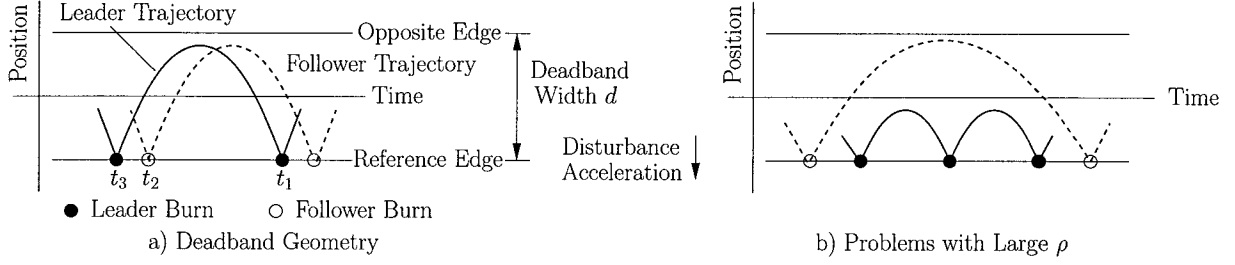 Position
Leader Trajectory
Opposite Edge
Follower Trajectory
Time
Deadband
Width d
Reference Edge
Disturbance
Acceleration
t₃ t₂ t₁
● Leader Burn ○ Follower Burn
a) Deadband Geometry
Position
Time
b) Problems with Large ρ